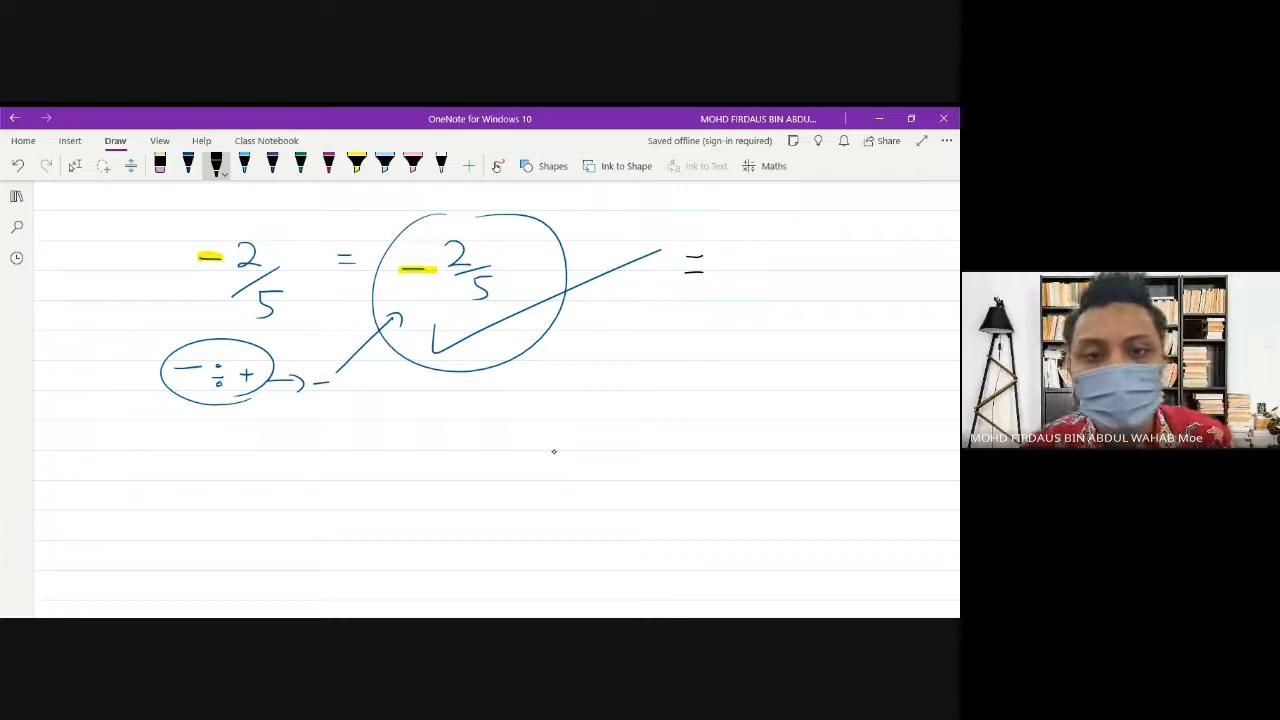 OneNote for Windows 10
MOHD FIRDAUS BIN ABDU...
Home Insert Draw View Help Class Notebook
Saved offline (sign-in required) Share
Shapes Ink to Shape Ink to Text Maths
- 2/5 = - 2/5 =
- ÷ + → -
MOHD FIRDAUS BIN ABDUL WAHAB Moe